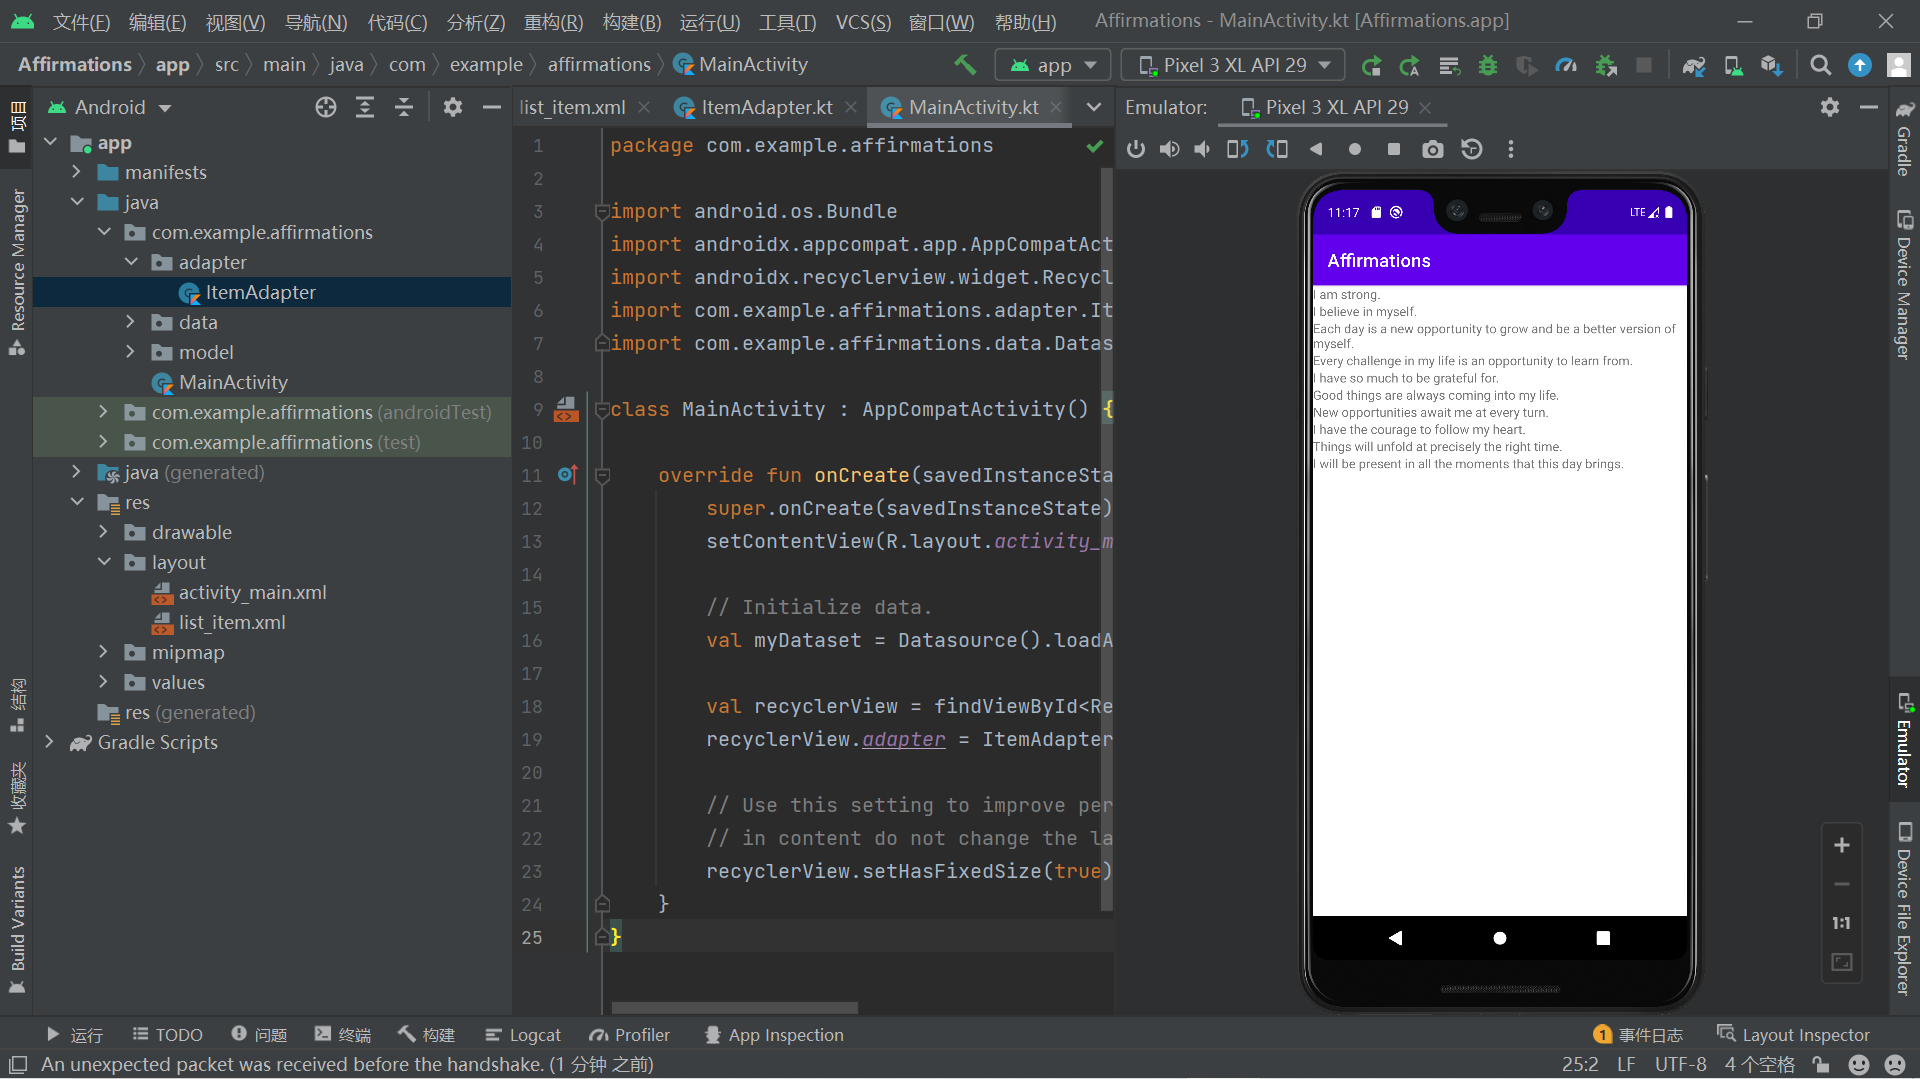 文件(F) 编辑(E) 视图(V) 导航(N) 代码(C) 分析(Z) 重构(R) 构建(B) 运行(U) 工具(T) VCS(S) 窗口(W) 帮助(H) Affirmations - MainActivity.kt [Affirmations.app]
Affirmations app src main java com example affirmations MainActivity app Pixel 3 XL API 29
项目
Resource Manager
结构
收藏夹
Build Variants
Android
app
manifests
java
com.example.affirmations
adapter
ItemAdapter
data
model
MainActivity
com.example.affirmations (androidTest)
com.example.affirmations (test)
java (generated)
res
drawable
layout
activity_main.xml
list_item.xml
mipmap
values
res (generated)
Gradle Scripts
list_item.xml ItemAdapter.kt MainActivity.kt
1 package com.example.affirmations
2
3 import android.os.Bundle
4 import androidx.appcompat.app.AppCompatAct
5 import androidx.recyclerview.widget.Recycl
6 import com.example.affirmations.adapter.It
7 import com.example.affirmations.data.Datas
8
9 class MainActivity : AppCompatActivity() {
10
11 override fun onCreate(savedInstanceSta
12 super.onCreate(savedInstanceState)
13 setContentView(R.layout.activity_m
14
15 // Initialize data.
16 val myDataset = Datasource().loadA
17
18 val recyclerView = findViewById<Re
19 recyclerView.adapter = ItemAdapter
20
21 // Use this setting to improve per
22 // in content do not change the la
23 recyclerView.setHasFixedSize(true)
24 }
25 }
Emulator: Pixel 3 XL API 29
11:17 LTE
Affirmations
I am strong.
I believe in myself.
Each day is a new opportunity to grow and be a better version of
myself.
Every challenge in my life is an opportunity to learn from.
I have so much to be grateful for.
Good things are always coming into my life.
New opportunities await me at every turn.
I have the courage to follow my heart.
Things will unfold at precisely the right time.
I will be present in all the moments that this day brings.
1:1
Gradle
Device Manager
Emulator
Device File Explorer
运行 TODO 问题 终端 构建 Logcat Profiler App Inspection 1 事件日志 Layout Inspector
An unexpected packet was received before the handshake. (1 分钟 之前) 25:2 LF UTF-8 4 个空格